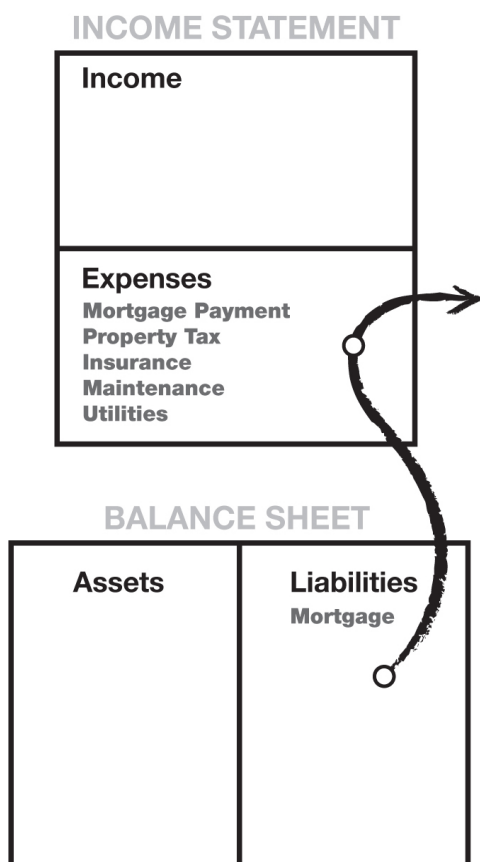 INCOME STATEMENT
Income
Expenses
Mortgage Payment
Property Tax
Insurance
Maintenance
Utilities
BALANCE SHEET
Assets
Liabilities
Mortgage